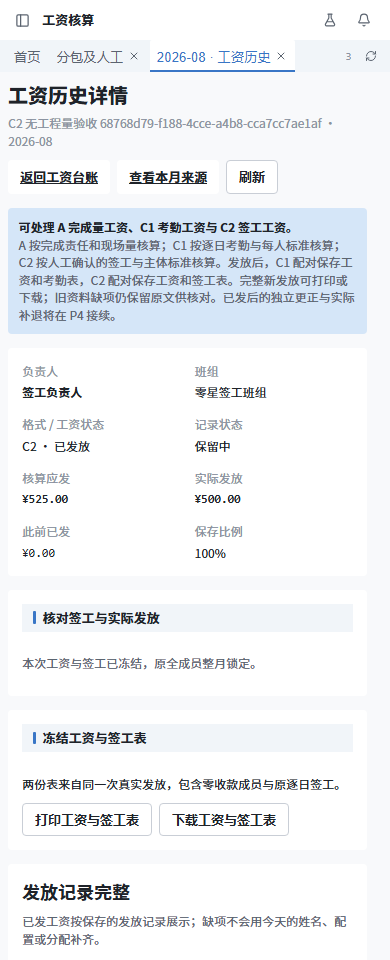 工资核算
首页 分包及人工 × 2026-08 · 工资历史 × 3
工资历史详情
C2 无工程量验收 68768d79-f188-4cce-a4b8-cca7cc7ae1af •
2026-08
返回工资台账 查看本月来源 刷新
可处理 A 完成量工资、C1 考勤工资与 C2 签工工资。
A 按完成责任和现场量核算；C1 按逐日考勤与每人标准核算；
C2 按人工确认的签工与主体标准核算。发放后，C1 配对保存工
资和考勤表，C2 配对保存工资和签工表。完整新发放可打印或
下载；旧资料缺项仍保留原文供核对。已发后的独立更正与实际
补退将在 P4 接续。
负责人 班组
签工负责人 零星签工班组
格式 / 工资状态 记录状态
C2 • 已发放 保留中
核算应发 实际发放
¥525.00 ¥500.00
此前已发 保存比例
¥0.00 100%
核对签工与实际发放
本次工资与签工已冻结，原全成员整月锁定。
冻结工资与签工表
两份表来自同一次真实发放，包含零收款成员与原逐日签工。
打印工资与签工表 下载工资与签工表
发放记录完整
已发工资按保存的发放记录展示；缺项不会用今天的姓名、配
置或分配补齐。